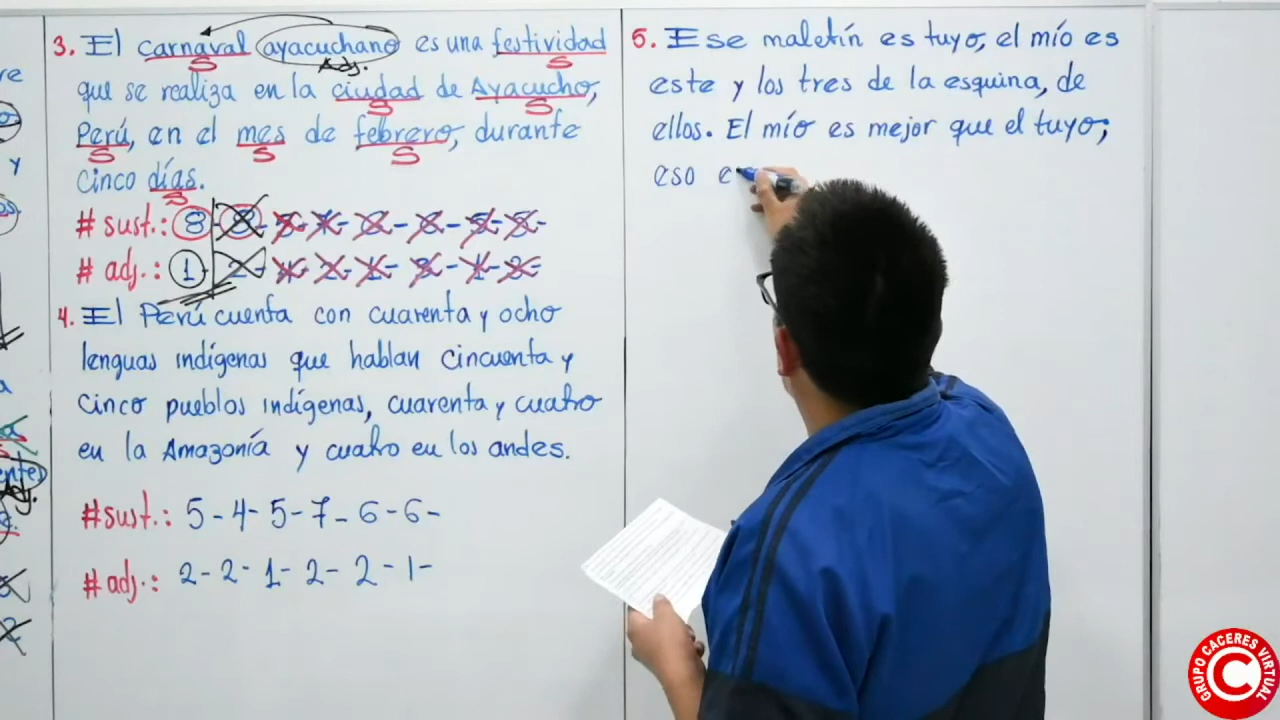 3. El carnaval ayacuchano es una festividad
S Adj. S
que se realiza en la ciudad de Ayacucho,
S S
Perú, en el mes de febrero, durante
S S S
cinco días.
S
# sust.: 8
# adj.: 1
4. El Perú cuenta con cuarenta y ocho
lenguas indígenas que hablan cincuenta y
cinco pueblos indígenas, cuarenta y cuatro
en la Amazonía y cuatro en los andes.
#sust.: 5-4-5-7-6-6-
#adj.: 2-2-1-2-2-1-
5. Ese maletín es tuyo, el mío es
este y los tres de la esquina, de
ellos. El mío es mejor que el tuyo;
eso e
GRUPO CACERES VIRTUAL
C